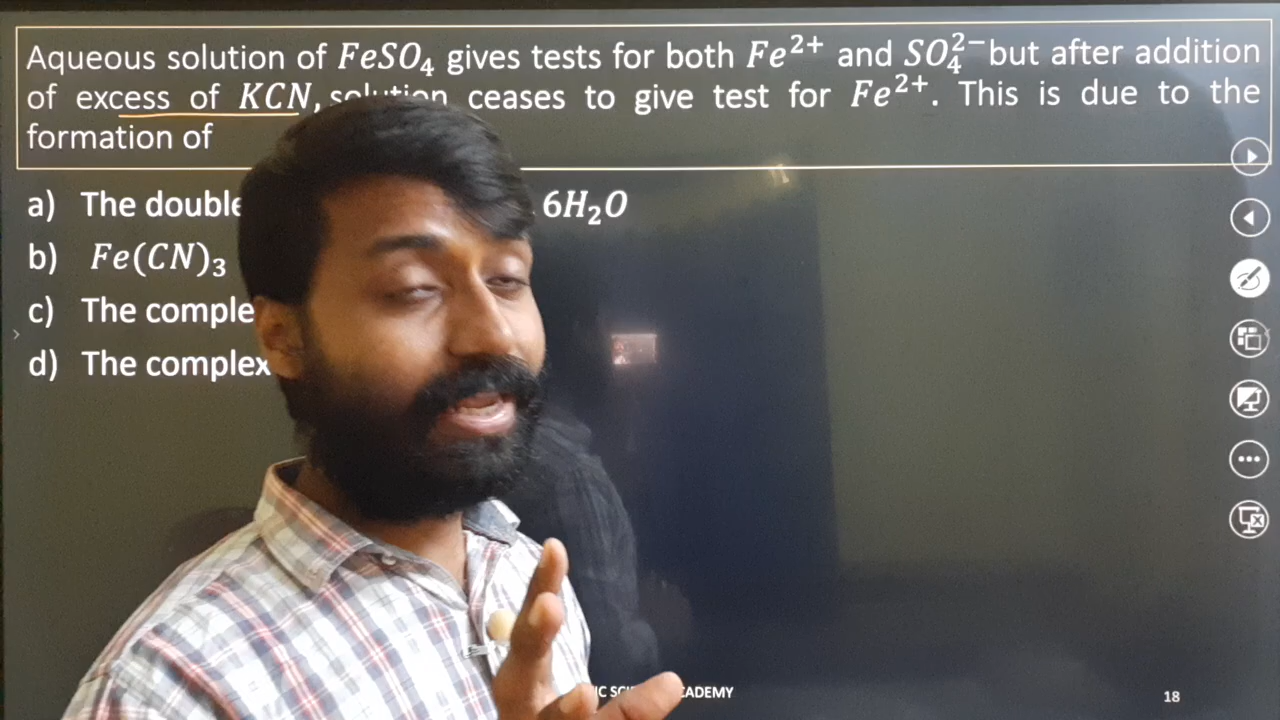 Aqueous solution of FeSO₄ gives tests for both Fe²⁺ and SO₄²⁻ but after addition
of excess of KCN, solution ceases to give test for Fe²⁺. This is due to the
formation of
a) The double 6H₂O
b) Fe(CN)₃
c) The
d) The complex
18